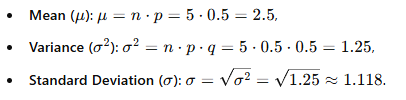 • Mean (μ): μ = n · p = 5 · 0.5 = 2.5,
• Variance (σ²): σ² = n · p · q = 5 · 0.5 · 0.5 = 1.25,
• Standard Deviation (σ): σ = √σ² = √1.25 ≈ 1.118.